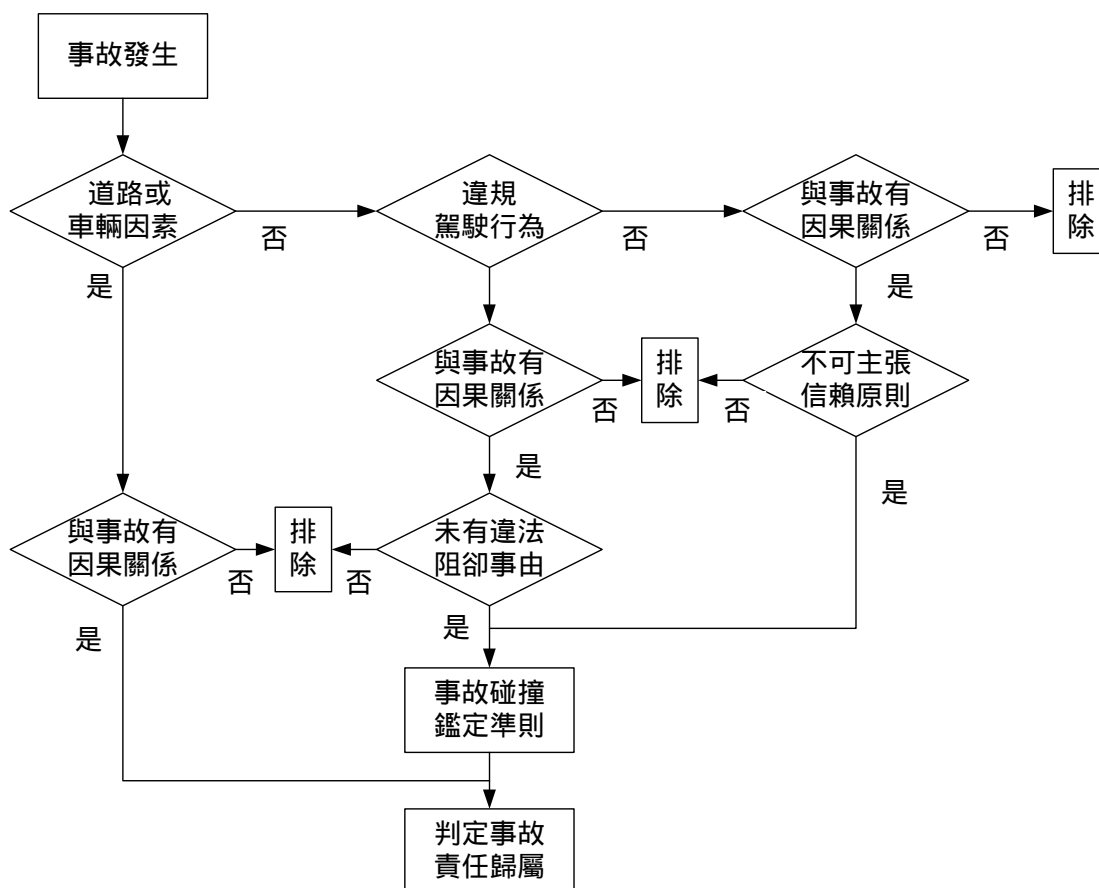 事故發生
道路或
車輛因素
否
是
違規
駕駛行為
否
與事故有
因果關係
否
是
排
除
與事故有
因果關係
否
是
排
除
不可主張
信賴原則
否
是
與事故有
因果關係
否
是
排
除
未有違法
阻卻事由
否
是
事故碰撞
鑑定準則
判定事故
責任歸屬